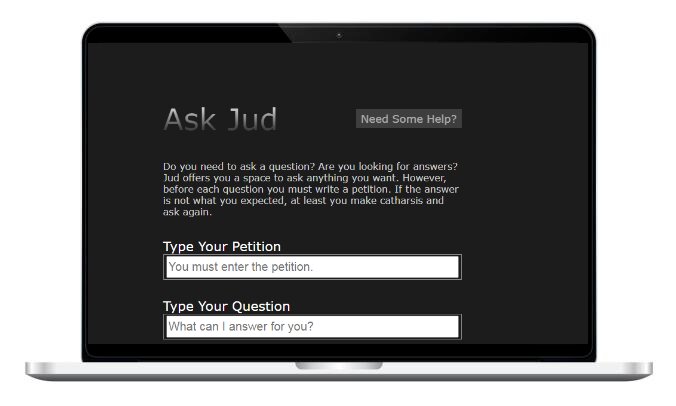 Ask Jud
Need Some Help?
Do you need to ask a question? Are you looking for answers?
Jud offers you a space to ask anything you want. However,
before each question you must write a petition. If the answer
is not what you expected, at least you make catharsis and
ask again.
Type Your Petition
You must enter the petition.
Type Your Question
What can I answer for you?